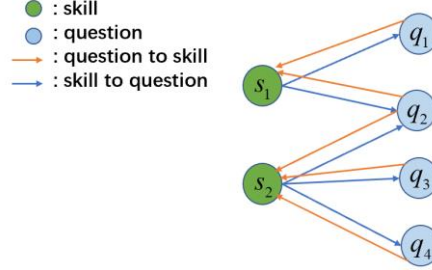 : skill
: question
: question to skill
: skill to question
s1
s2
q1
q2
q3
q4